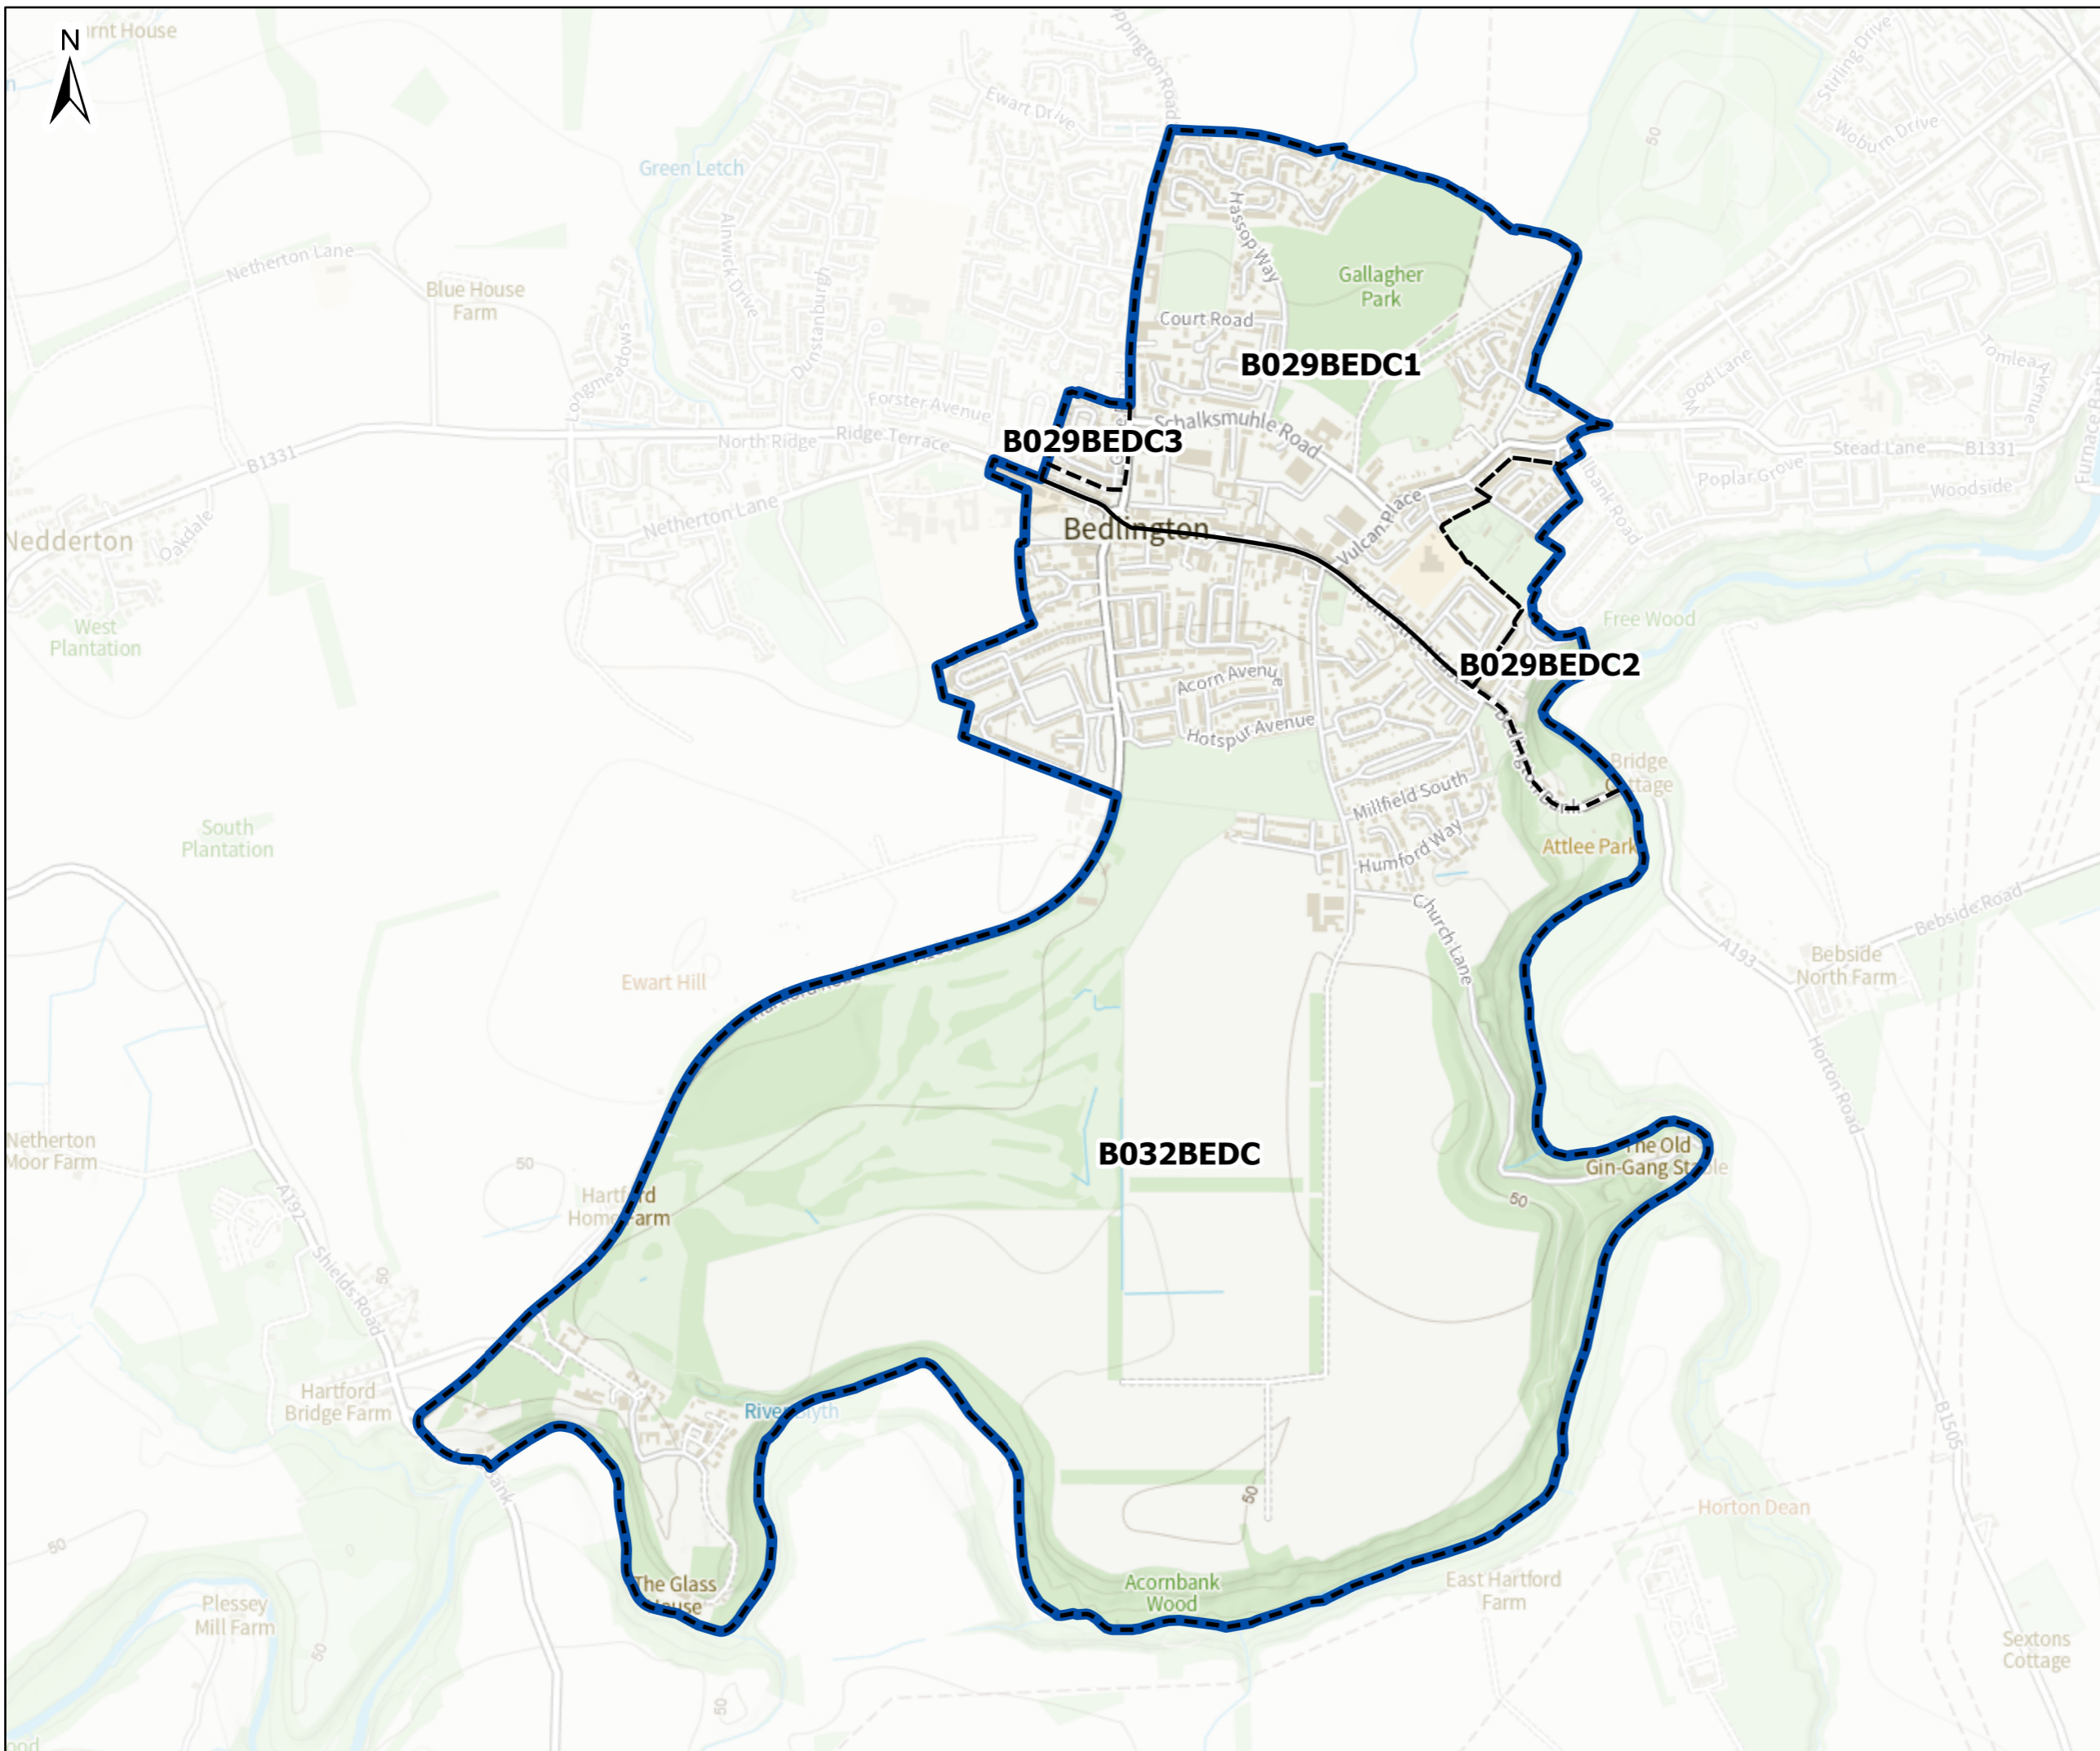 N
Green Letch
Ewart Drive
Stirling Drive
Woburn Drive
50
Netherton Lane
Blue House
Farm
Alnwick Drive
Dunstanburgh
Longmeadows
Hassop Way
Gallagher
Park
Court Road
B029BEDC1
Wood Lane
Forster Avenue
Schalksmuhle Road
B029BEDC3
North Ridge
Ridge Terrace
B1331
Stead Lane
B1331
Poplar Grove
Woodside
Netherton Lane
Vulcan Place
Bedlington
Nedderton
Oakdale
West
Plantation
Free Wood
B029BEDC2
Acorn Avenue
Hotspur Avenue
Bridge
Cottage
Millfield South
Humford Way
Attlee Park
South
Plantation
Church Lane
Bebside Road
A193
Bebside
North Farm
Ewart Hill
Horton Road
The Old
Gin-Gang Stable
Netherton
Moor Farm
50
A192
B032BEDC
Hartford
Home Farm
50
Shields Road
50
Hartford
Bridge Farm
River Blyth
B1505
50
Horton Dean
50
The Glass
House
Acornbank
Wood
East Hartford
Farm
Plessey
Mill Farm
50
50
Sextons
Cottage